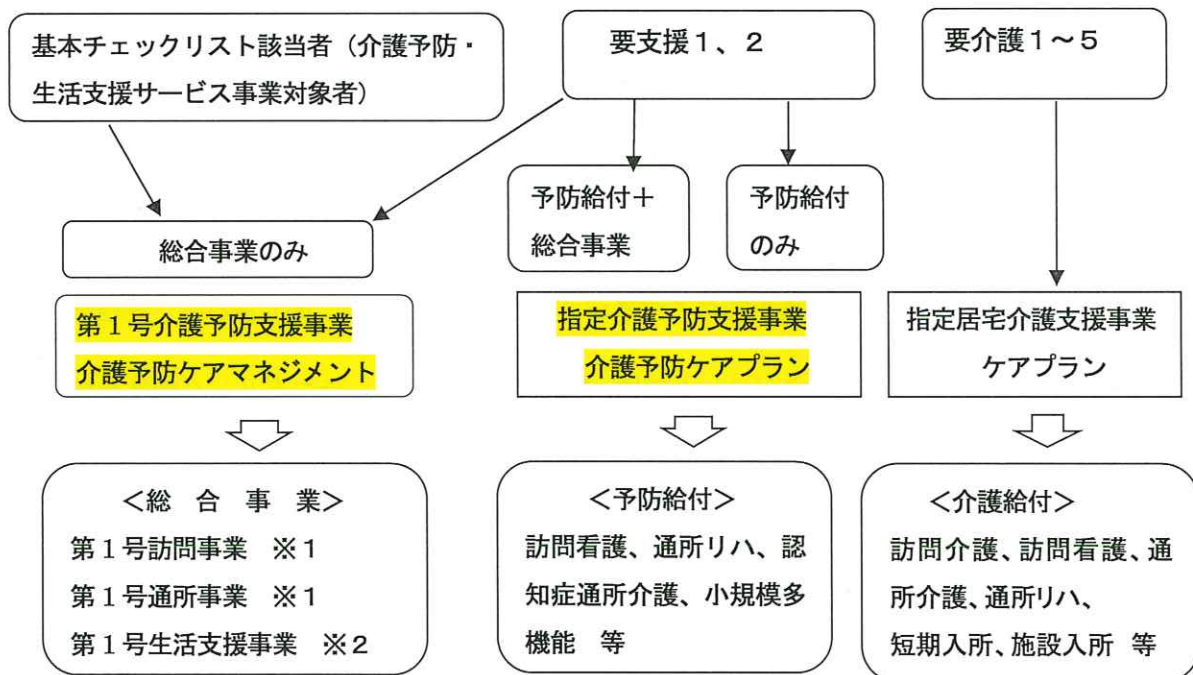 基本チェックリスト該当者（介護予防・
生活支援サービス事業対象者）
要支援１、２
要介護１～５
総合事業のみ
予防給付＋
総合事業
予防給付
のみ
第１号介護予防支援事業
介護予防ケアマネジメント
指定介護予防支援事業
介護予防ケアプラン
指定居宅介護支援事業
ケアプラン
＜総　合　事　業＞
第１号訪問事業　※１
第１号通所事業　※１
第１号生活支援事業　※２
＜予防給付＞
訪問看護、通所リハ、認
知症通所介護、小規模多
機能　等
＜介護給付＞
訪問介護、訪問看護、通
所介護、通所リハ、
短期入所、施設入所　等